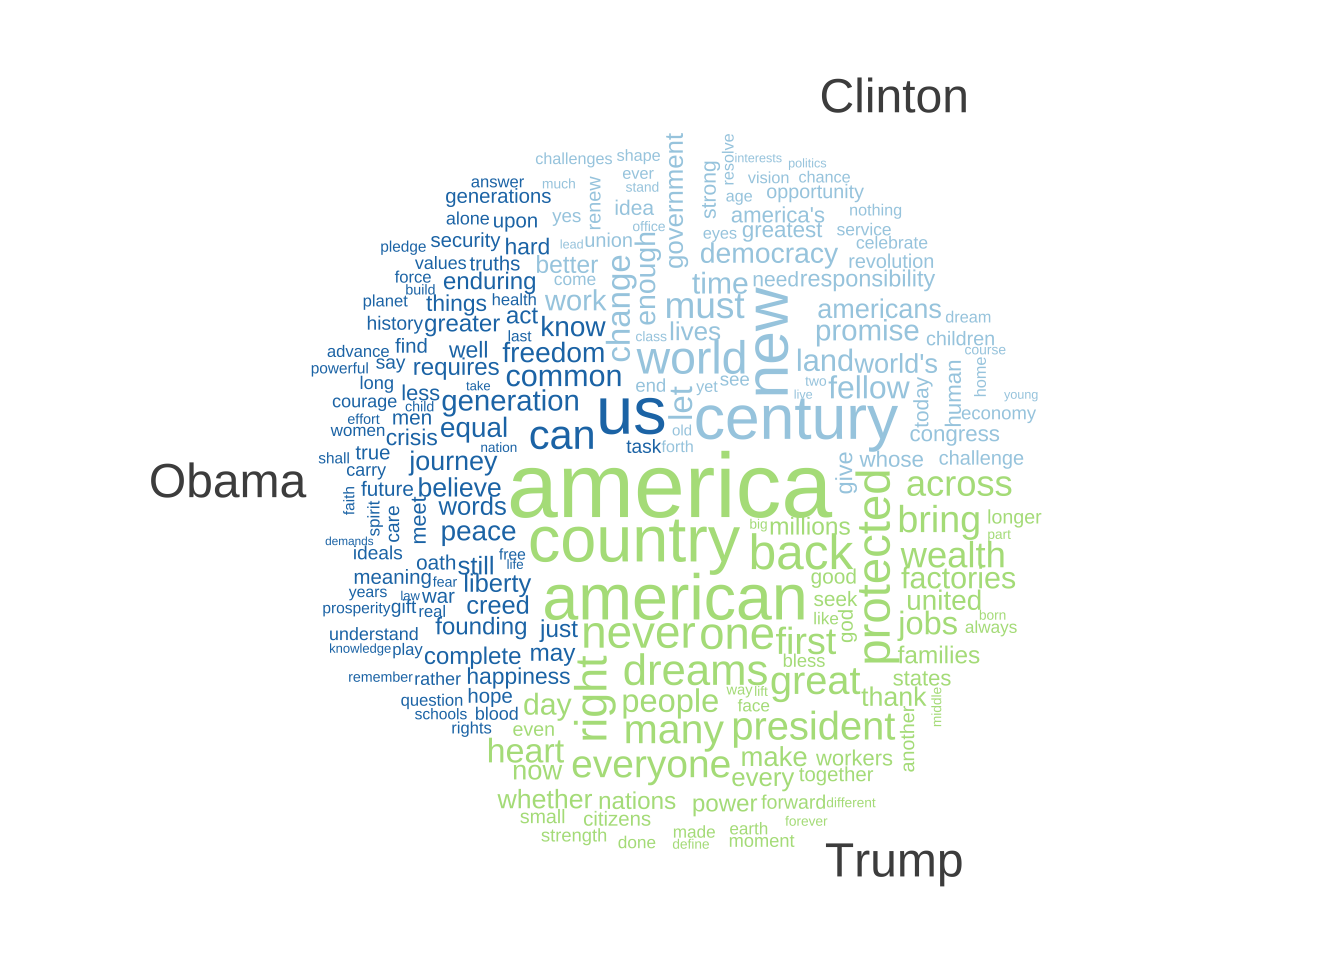 Clinton
challenges
shape
government
resolve
interests
politics
ever
stand
strong
vision
chance
answer
much
renew
age
opportunity
generations
idea
america's
nothing
alone
upon
yes
office
eyes
greatest
service
pledge
security
hard
lead
union
enough
democracy
celebrate
values
truths
better
change
revolution
force
build
enduring
come
time
need
responsibility
planet
things
health
work
must
new
americans
dream
history
greater
act
know
class
lives
promise
children
last
advance
find
well
freedom
world
land
world's
course
powerful
say
requires
common
end
let
yet
see
two
fellow
human
home
long
take
live
today
young
courage
less
child
generation
us
century
economy
effort
men
equal
can
old
congress
women
crisis
nation
task
forth
shall
true
journey
give
whose
challenge
Obama
carry
america
protected
across
faith
future
believe
spirit
care
meet
words
country
big
millions
bring
longer
demands
peace
back
part
ideals
oath
still
free
life
wealth
meaning
fear
liberty
american
good
factories
years
law
war
seek
united
prosperity
gift
real
creed
like
god
jobs
born
always
understand
founding
just
never
one
first
knowledge
play
complete
may
right
dreams
bless
families
remember
rather
happiness
way
lift
great
states
question
hope
day
people
face
thank
middle
schools
blood
rights
even
many
president
another
heart
now
everyone
make
workers
every
together
whether
nations
power
forward
different
small
citizens
forever
strength
done
made
define
earth
moment
Trump